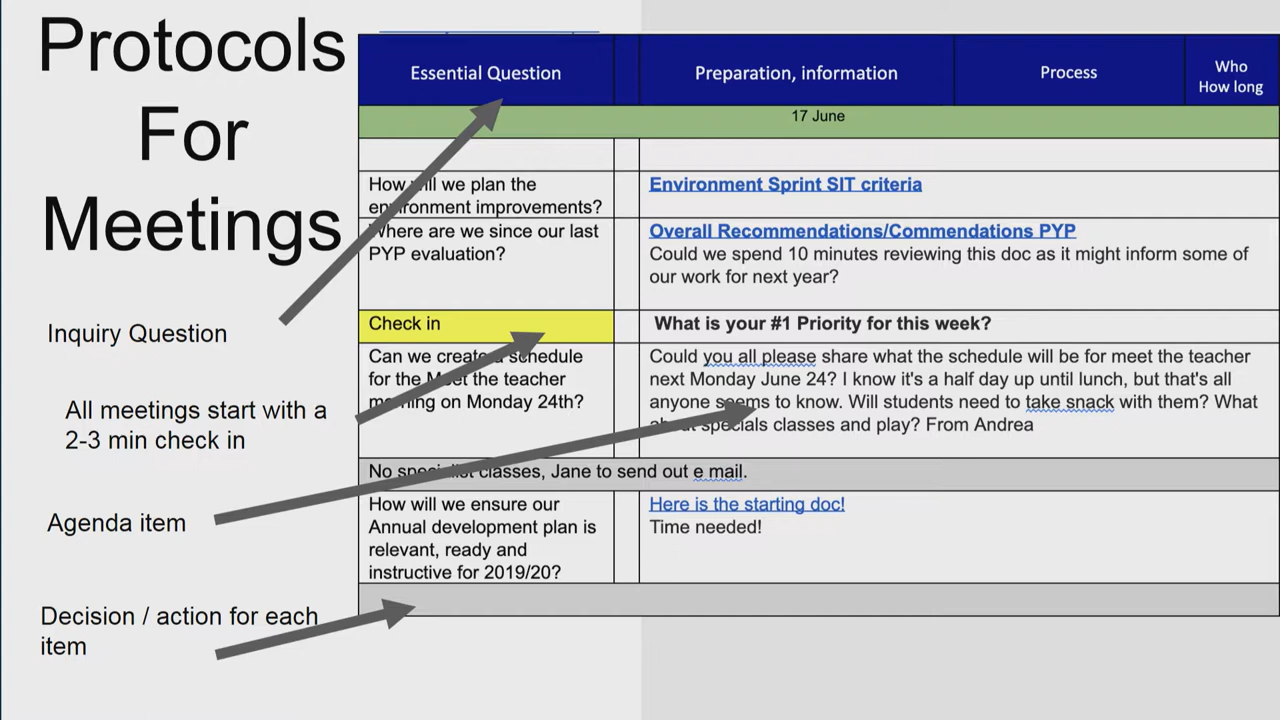 Protocols
For
Meetings
Inquiry Question
All meetings start with a
2-3 min check in
Agenda item
Decision / action for each
item
Essential Question
Preparation, information
Process
Who
How long
17 June
How will we plan the
environment improvements?
Environment Sprint SIT criteria
Where are we since our last
PYP evaluation?
Overall Recommendations/Commendations PYP
Could we spend 10 minutes reviewing this doc as it might inform some of
our work for next year?
Check in
What is your #1 Priority for this week?
Can we create a schedule
for the Meet the teacher
morning on Monday 24th?
Could you all please share what the schedule will be for meet the teacher
next Monday June 24? I know it's a half day up until lunch, but that's all
anyone seems to know. Will students need to take snack with them? What
about specials classes and play? From Andrea
No specialist classes, Jane to send out e mail.
How will we ensure our
Annual development plan is
relevant, ready and
instructive for 2019/20?
Here is the starting doc!
Time needed!